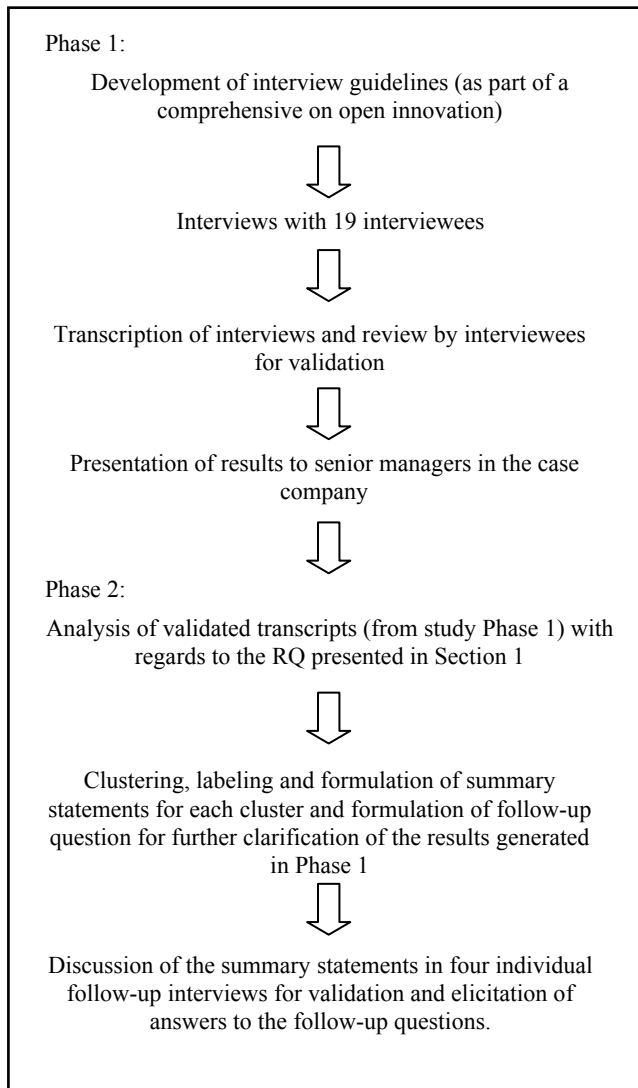 Phase 1:
Development of interview guidelines (as part of a
comprehensive on open innovation)
Interviews with 19 interviewees
Transcription of interviews and review by interviewees
for validation
Presentation of results to senior managers in the case
company
Phase 2:
Analysis of validated transcripts (from study Phase 1) with
regards to the RQ presented in Section 1
Clustering, labeling and formulation of summary
statements for each cluster and formulation of follow-up
question for further clarification of the results generated
in Phase 1
Discussion of the summary statements in four individual
follow-up interviews for validation and elicitation of
answers to the follow-up questions.